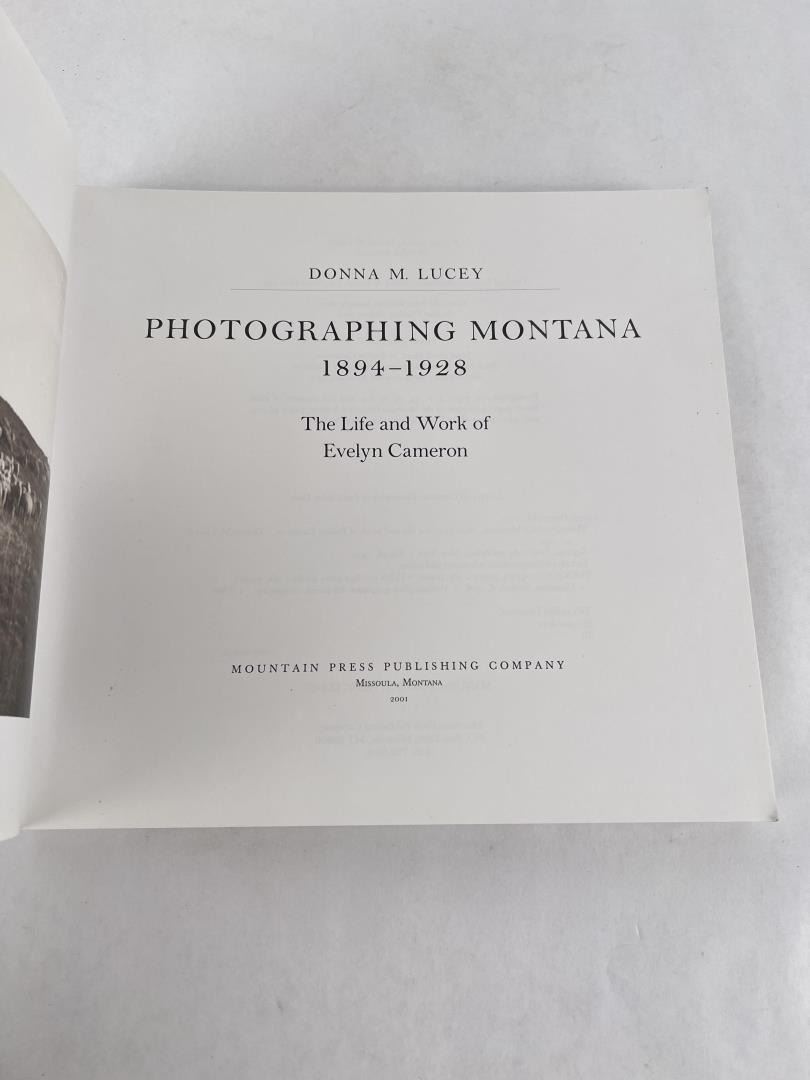 DONNA M. LUCEY
PHOTOGRAPHING MONTANA
1894–1928
The Life and Work of
Evelyn Cameron
MOUNTAIN PRESS PUBLISHING COMPANY
Missoula, Montana
2001